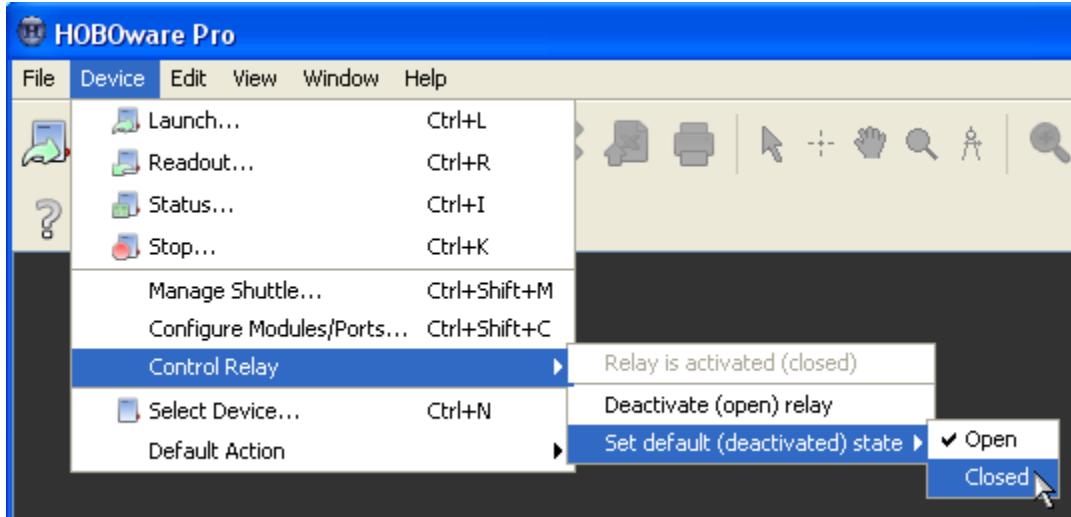 HOBOware Pro
File Device Edit View Window Help
Launch... Ctrl+L
Readout... Ctrl+R
Status... Ctrl+I
Stop... Ctrl+K
Manage Shuttle... Ctrl+Shift+M
Configure Modules/Ports... Ctrl+Shift+C
Control Relay
Relay is activated (closed)
Select Device... Ctrl+N
Deactivate (open) relay
Default Action
Set default (deactivated) state
Open
Closed